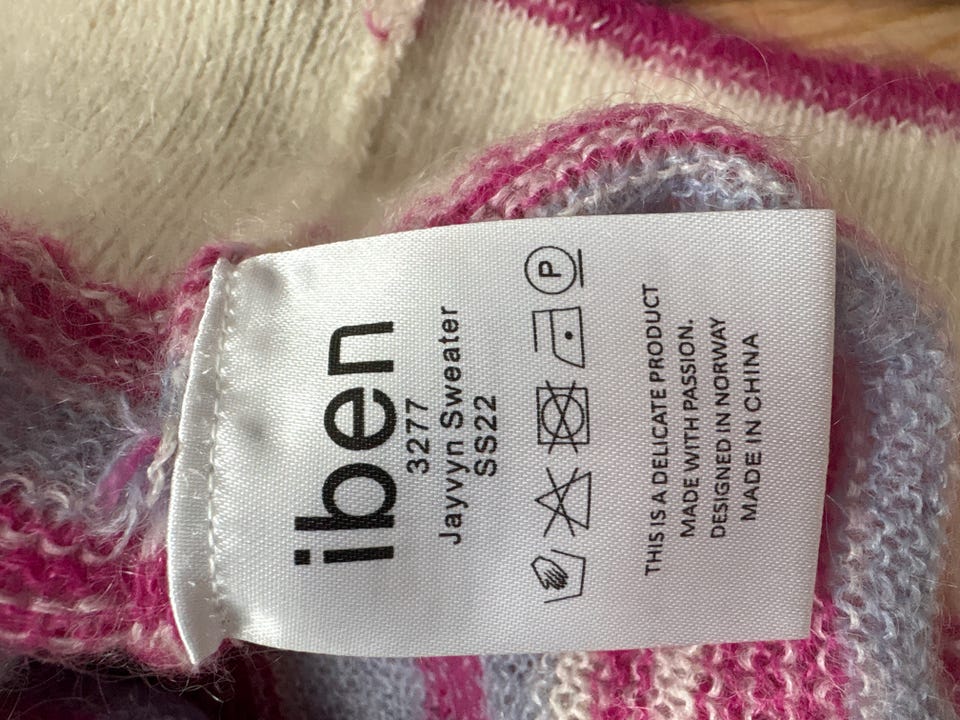 iben
3277
Jayvyn Sweater
SS22
P
THIS IS A DELICATE PRODUCT
MADE WITH PASSION.
DESIGNED IN NORWAY
MADE IN CHINA